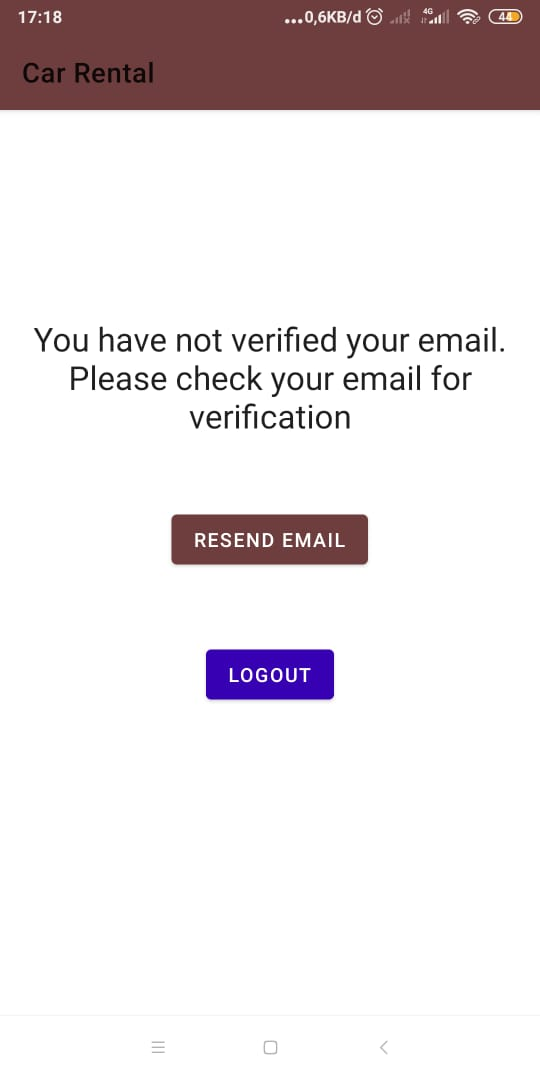 17:18 ...0,6KB/d 4G 44
Car Rental
You have not verified your email.
Please check your email for
verification
RESEND EMAIL
LOGOUT